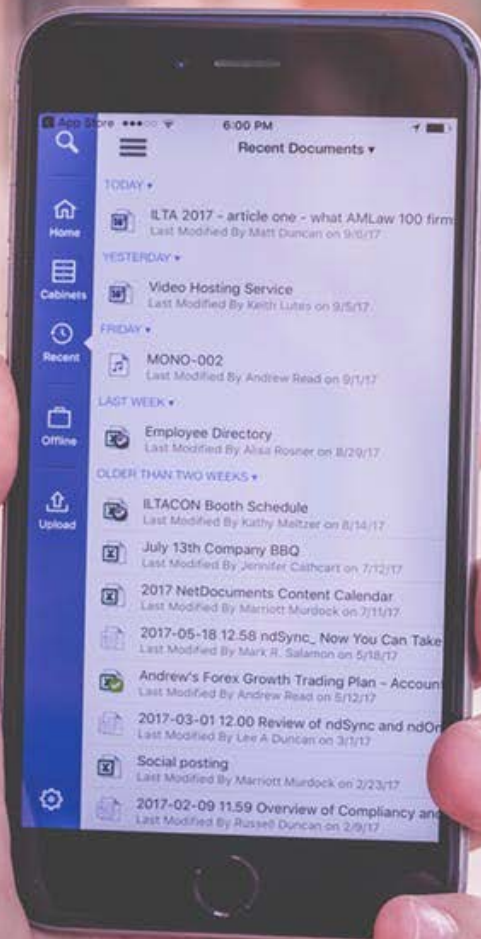 App Store
6:00 PM
Recent Documents
Home
Cabinets
Recent
Offline
Upload
TODAY
ILTA 2017 - article one - what AMLaw 100 firm
Last Modified By Matt Duncan on 9/6/17
YESTERDAY
Video Hosting Service
Last Modified By Keith Lutes on 9/5/17
FRIDAY
MONO-002
Last Modified By Andrew Read on 9/1/17
LAST WEEK
Employee Directory
Last Modified By Alisa Rosner on 8/29/17
OLDER THAN TWO WEEKS
ILTACON Booth Schedule
Last Modified By Kathy Meltzer on 8/14/17
July 13th Company BBQ
Last Modified By Jennifer Cathcart on 7/12/17
2017 NetDocuments Content Calendar
Last Modified By Marriott Murdock on 7/11/17
2017-05-18 12.58 ndSync_ Now You Can Take
Last Modified By Mark R. Salamon on 5/18/17
Andrew's Forex Growth Trading Plan - Accoun
Last Modified By Andrew Read on 5/12/17
2017-03-01 12.00 Review of ndSync and ndOr
Last Modified By Lee A Duncan on 3/1/17
Social posting
Last Modified By Marriott Murdock on 2/23/17
2017-02-09 11.59 Overview of Compliancy and
Last Modified By Russell Duncan on 2/9/17